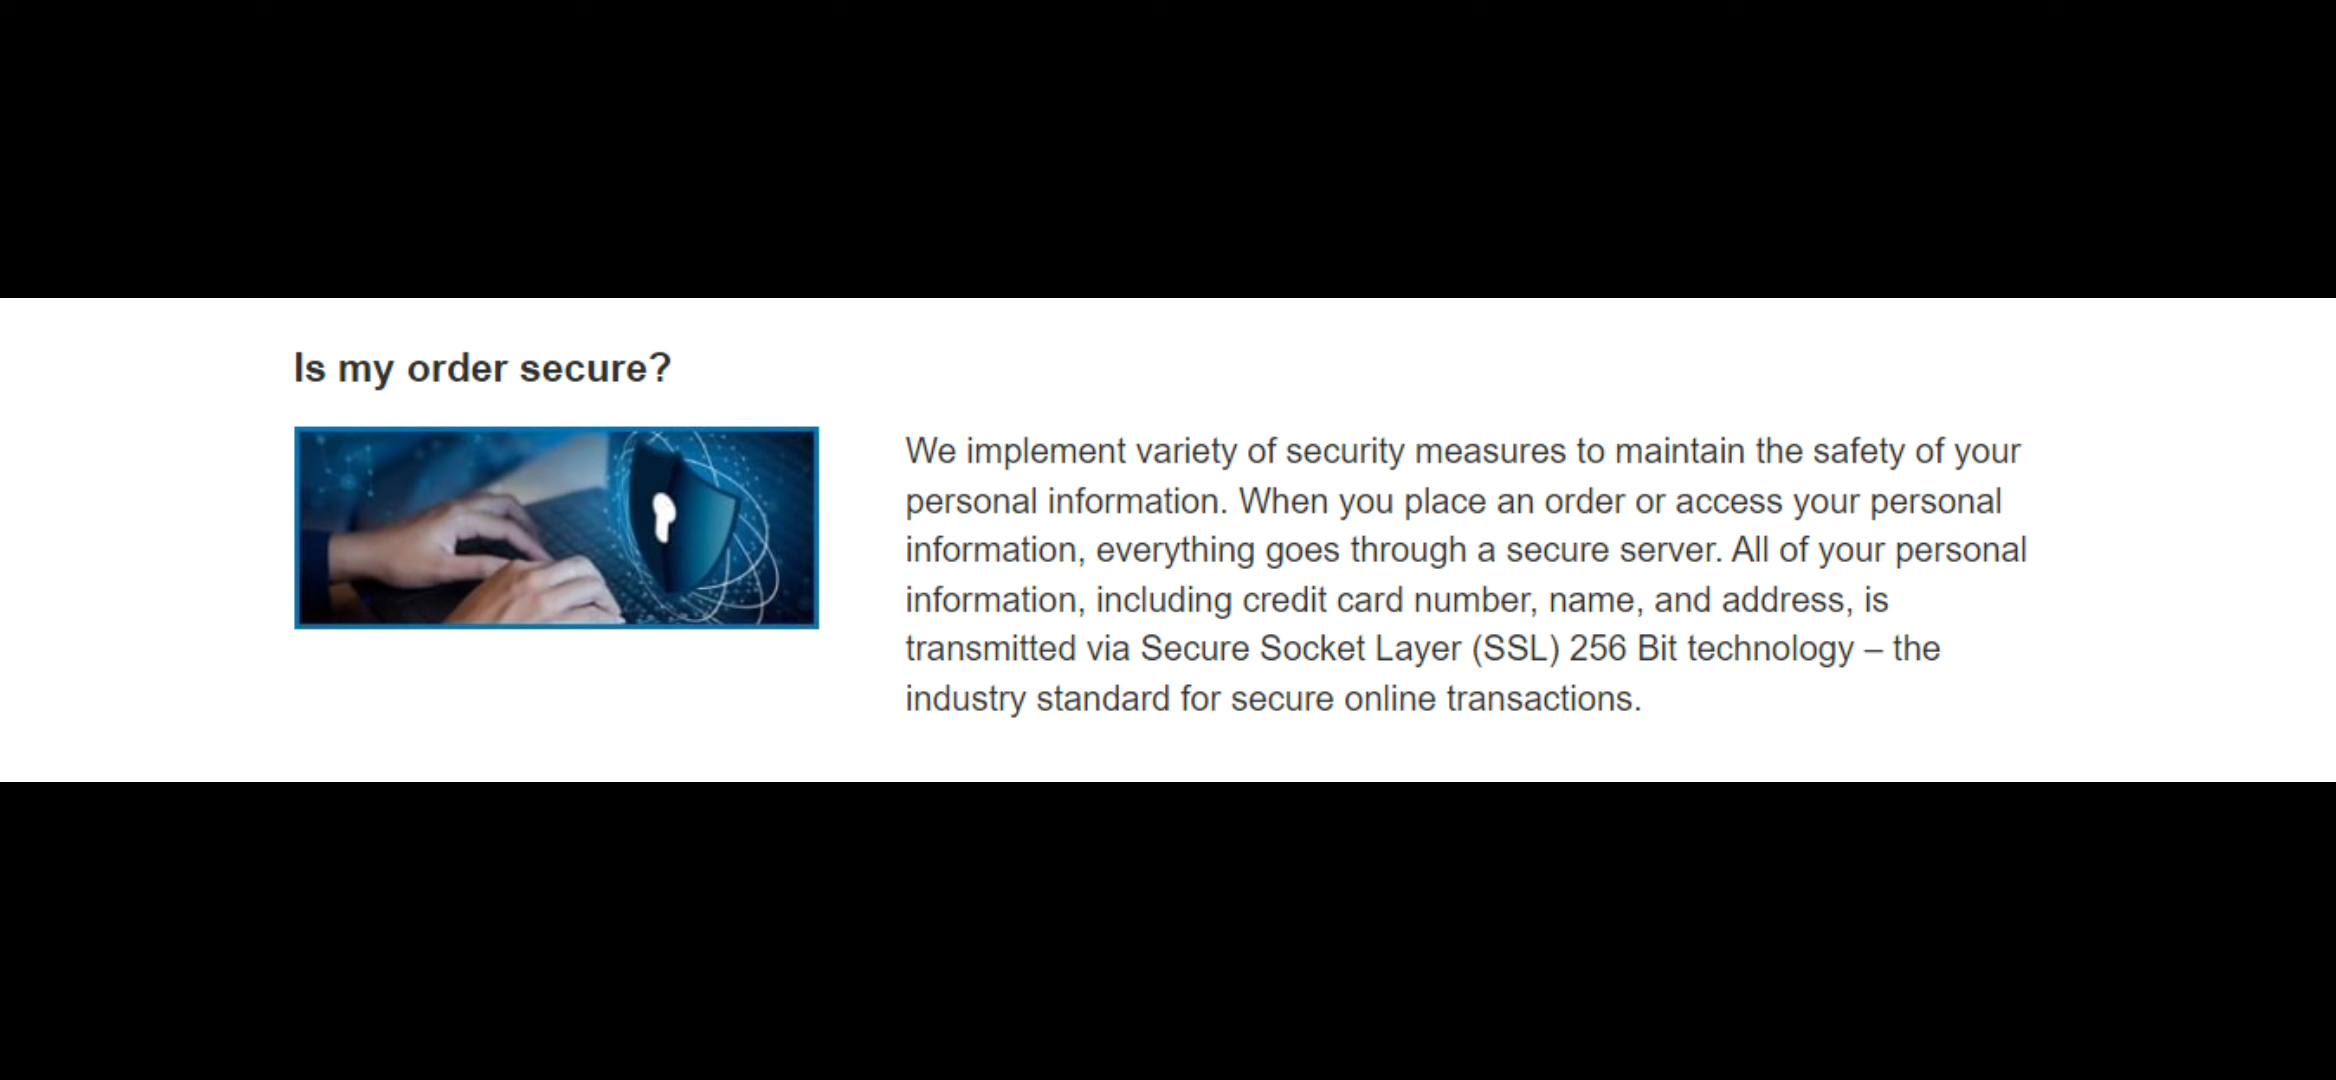 Is my order secure?
We implement variety of security measures to maintain the safety of your
personal information. When you place an order or access your personal
information, everything goes through a secure server. All of your personal
information, including credit card number, name, and address, is
transmitted via Secure Socket Layer (SSL) 256 Bit technology – the
industry standard for secure online transactions.